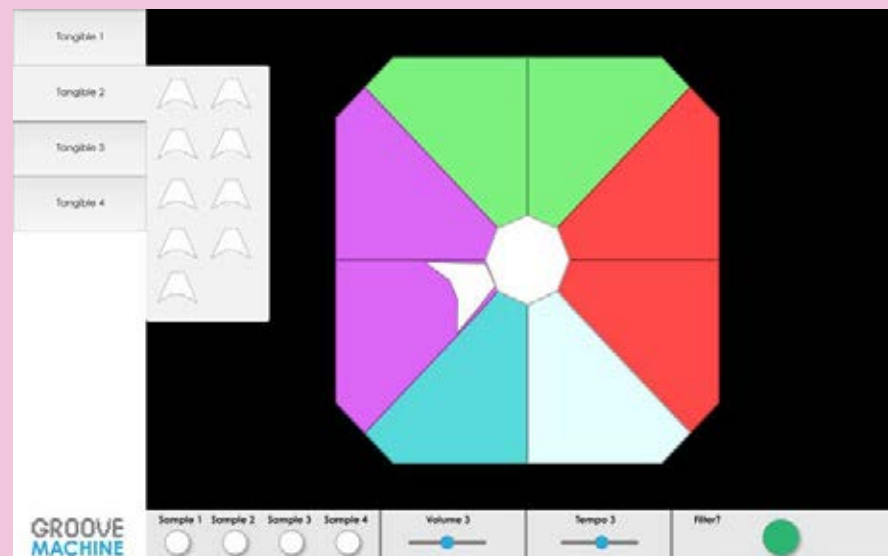 Tangible 1
Tangible 2
Tangible 3
Tangible 4
GROOVE
MACHINE
Sample 1 Sample 2 Sample 3 Sample 4
Volume 3
Tempo 3
Filter?